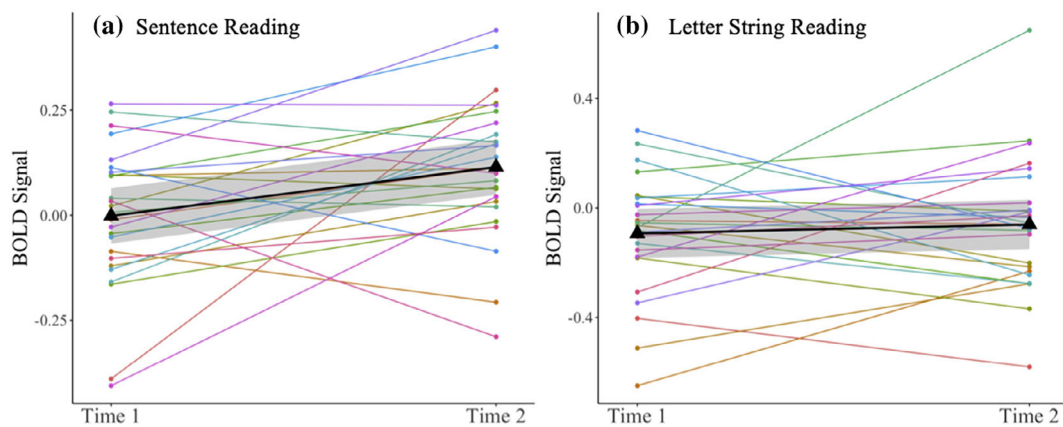 (a) Sentence Reading
BOLD Signal
0.25
0.00
-0.25
Time 1
Time 2
(b) Letter String Reading
BOLD Signal
0.4
0.0
-0.4
Time 1
Time 2